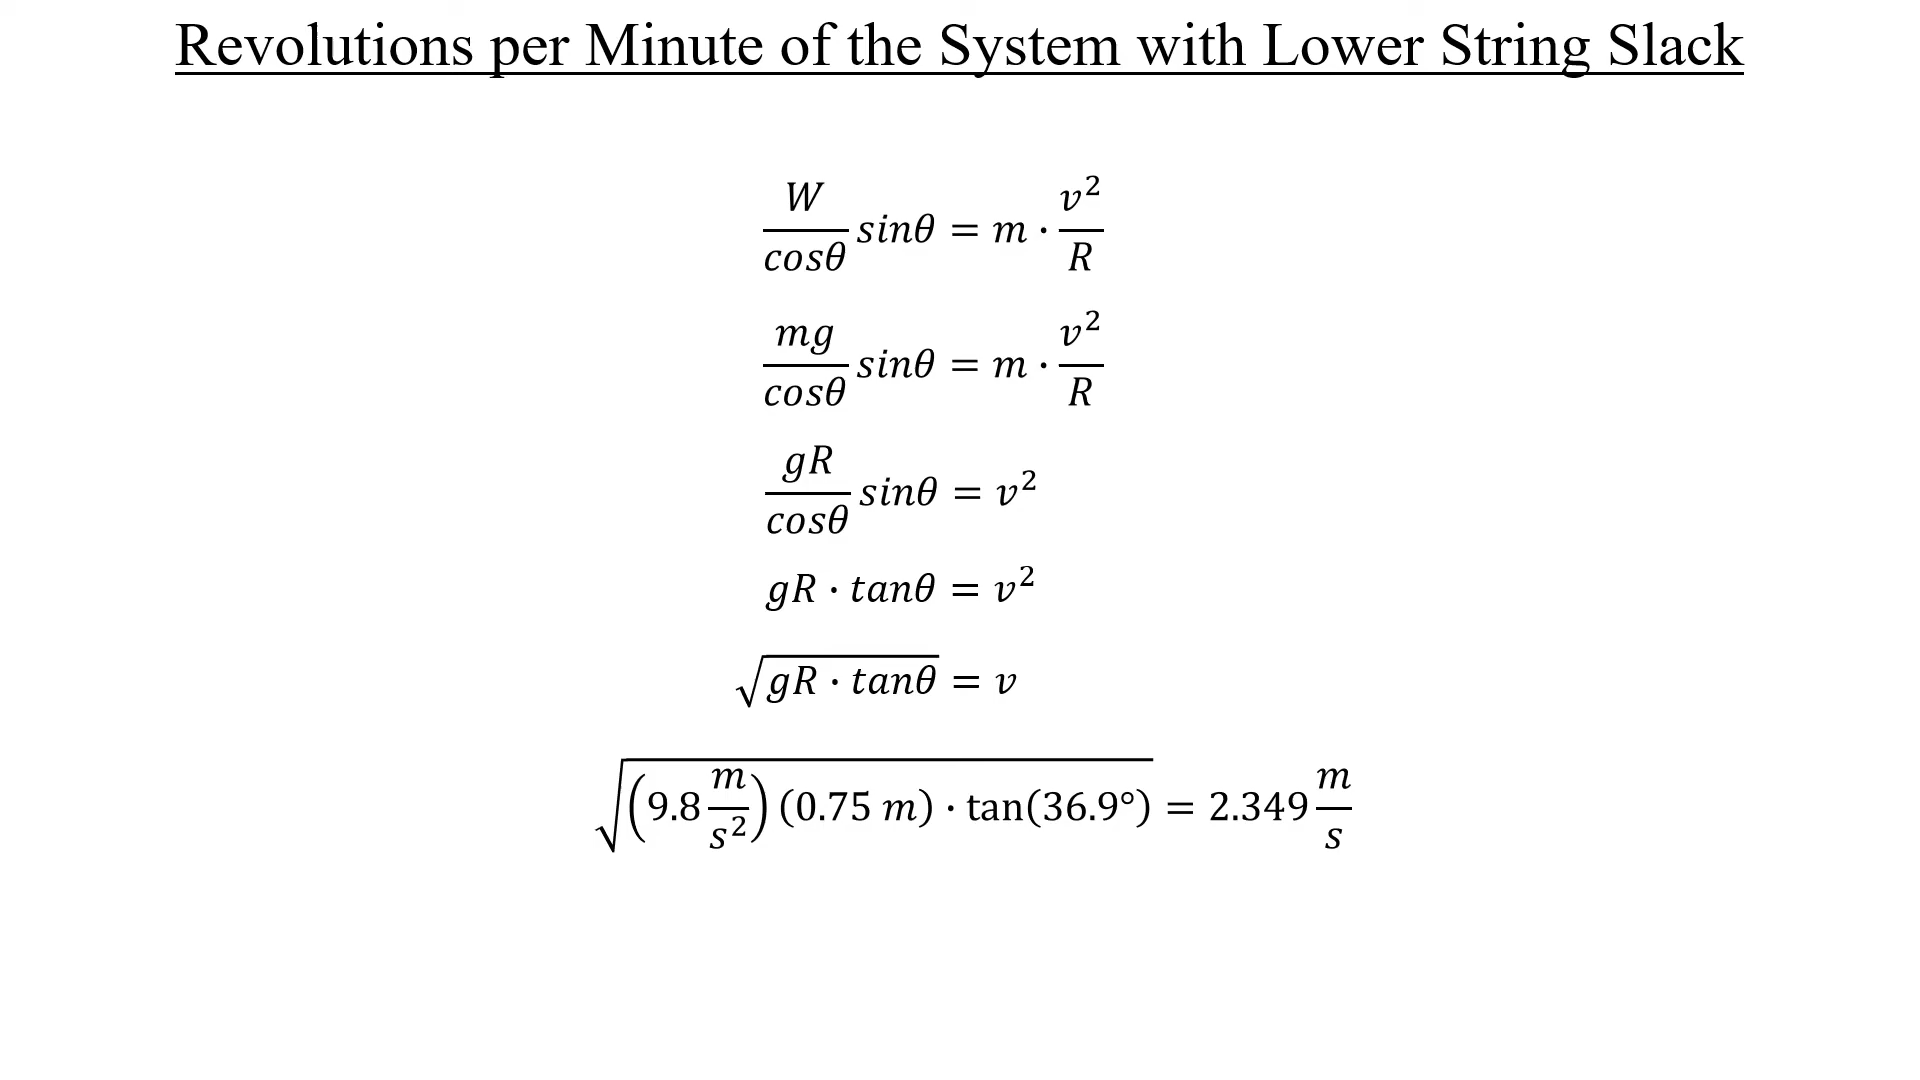 Revolutions per Minute of the System with Lower String Slack
W/cosθ sinθ = m · v²/R
mg/cosθ sinθ = m · v²/R
gR/cosθ sinθ = v²
gR · tanθ = v²
√(gR · tanθ) = v
√((9.8 m/s²)(0.75 m) · tan(36.9°)) = 2.349 m/s